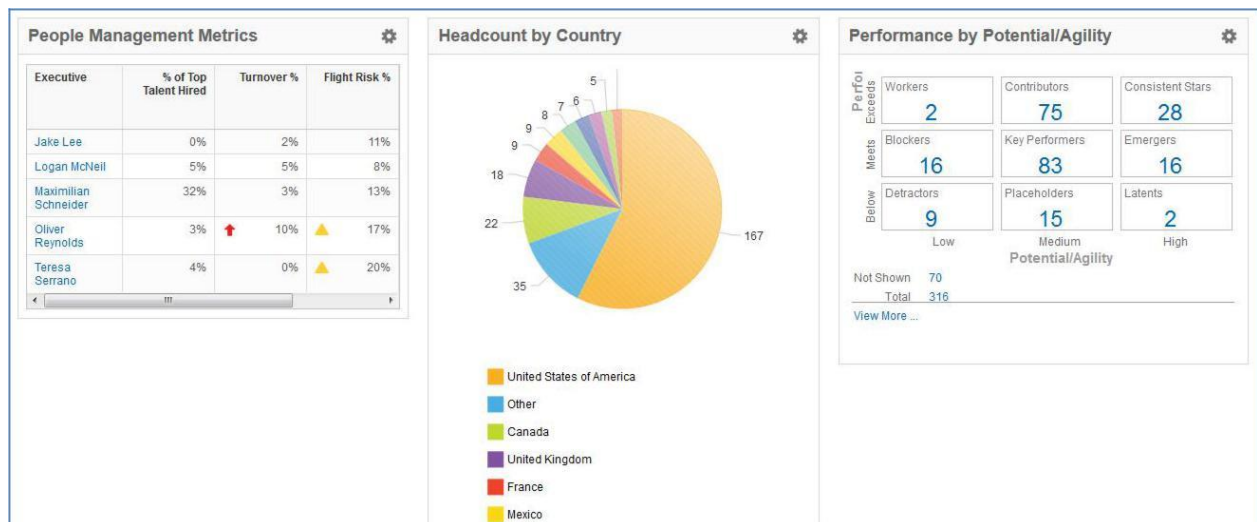 People Management Metrics
Executive
% of Top
Talent Hired
Turnover %
Flight Risk %
Jake Lee 0% 2% 11%
Logan McNeil 5% 5% 8%
Maximilian
Schneider
32% 3% 13%
Oliver
Reynolds
3% 10% 17%
Teresa
Serrano
4% 0% 20%
Headcount by Country
5
6
7
8
9
9
18
22
35
167
United States of America
Other
Canada
United Kingdom
France
Mexico
Performance by Potential/Agility
Exceeds
Workers Contributors Consistent Stars
2 75 28
Meets
Blockers Key Performers Emergers
16 83 16
Below
Detractors Placeholders Latents
9 15 2
Low Medium High
Potential/Agility
Not Shown 70
Total 316
View More ...